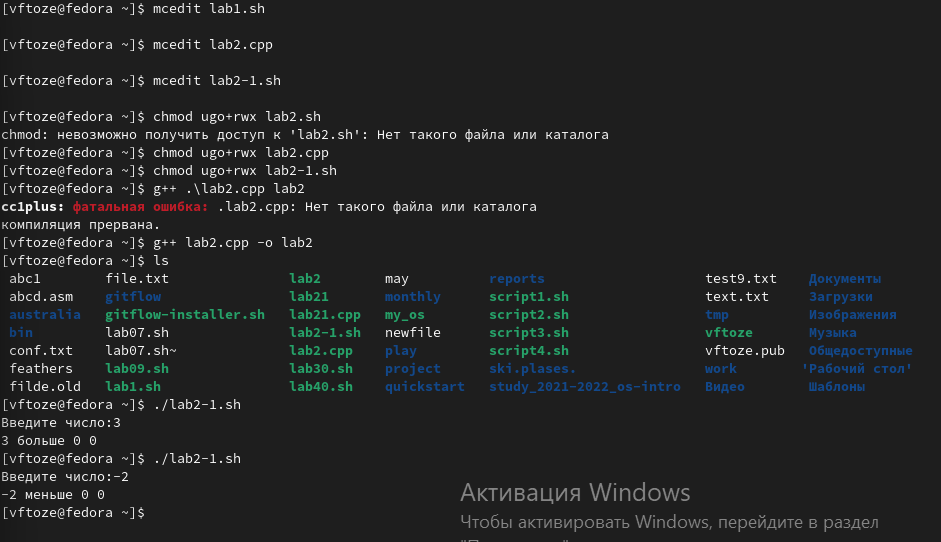 [vftoze@fedora ~]$ mcedit lab1.sh
[vftoze@fedora ~]$ mcedit lab2.cpp
[vftoze@fedora ~]$ mcedit lab2-1.sh
[vftoze@fedora ~]$ chmod ugo+rwx lab2.sh
chmod: невозможно получить доступ к 'lab2.sh': Нет такого файла или каталога
[vftoze@fedora ~]$ chmod ugo+rwx lab2.cpp
[vftoze@fedora ~]$ chmod ugo+rwx lab2-1.sh
[vftoze@fedora ~]$ g++ .\lab2.cpp lab2
cc1plus: фатальная ошибка: .lab2.cpp: Нет такого файла или каталога
компиляция прервана.
[vftoze@fedora ~]$ g++ lab2.cpp -o lab2
[vftoze@fedora ~]$ ls
abc1 file.txt lab2 may reports test9.txt Документы
abcd.asm gitflow lab21 monthly script1.sh text.txt Загрузки
australia gitflow-installer.sh lab21.cpp my_os script2.sh tmp Изображения
bin lab07.sh lab2-1.sh newfile script3.sh vftoze Музыка
conf.txt lab07.sh~ lab2.cpp play script4.sh vftoze.pub Общедоступные
feathers lab09.sh lab30.sh project ski.plases. work 'Рабочий стол'
filde.old lab1.sh lab40.sh quickstart study_2021-2022_os-intro Видео Шаблоны
[vftoze@fedora ~]$ ./lab2-1.sh
Введите число:3
3 больше 0 0
[vftoze@fedora ~]$ ./lab2-1.sh
Введите число:-2
-2 меньше 0 0
[vftoze@fedora ~]$
Активация Windows
Чтобы активировать Windows, перейдите в раздел